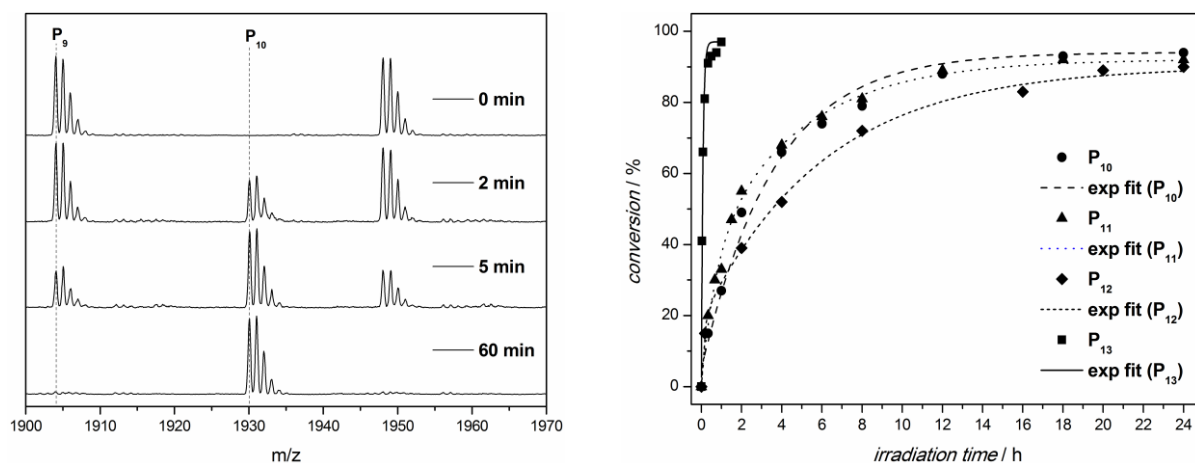 P₉
P₁₀
0 min
2 min
5 min
60 min
1900 1910 1920 1930 1940 1950 1960 1970
m/z
conversion / %
100
80
60
40
20
0
P₁₀
exp fit (P₁₀)
P₁₁
exp fit (P₁₁)
P₁₂
exp fit (P₁₂)
P₁₃
exp fit (P₁₃)
0 2 4 6 8 10 12 14 16 18 20 22 24
irradiation time / h